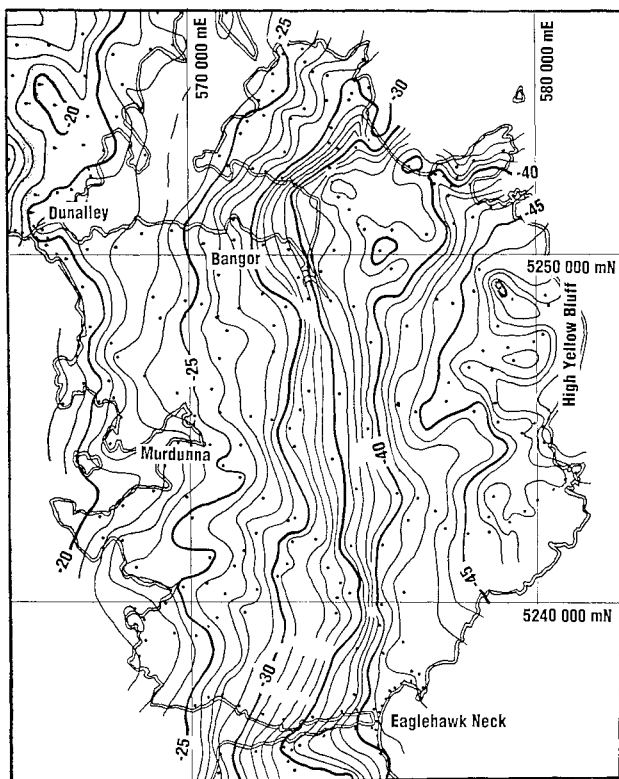 -25
570 000 mE
580 000 mE
-30
-20
-40
Dunalley
-45
Bangor
5250 000 mN
High Yellow Bluff
-25
Murdunna
-40
-20
-45
5240 000 mN
-30
Eaglehawk Neck
-25